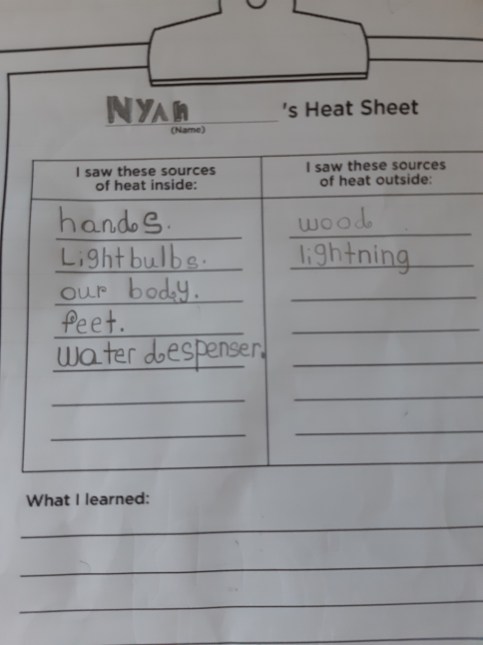 Nyah 's Heat Sheet
(Name)
I saw these sources
of heat inside:
I saw these sources
of heat outside:
hands.
Lightbulbs.
our body.
feet.
water despenser.
wood
lightning
What I learned: